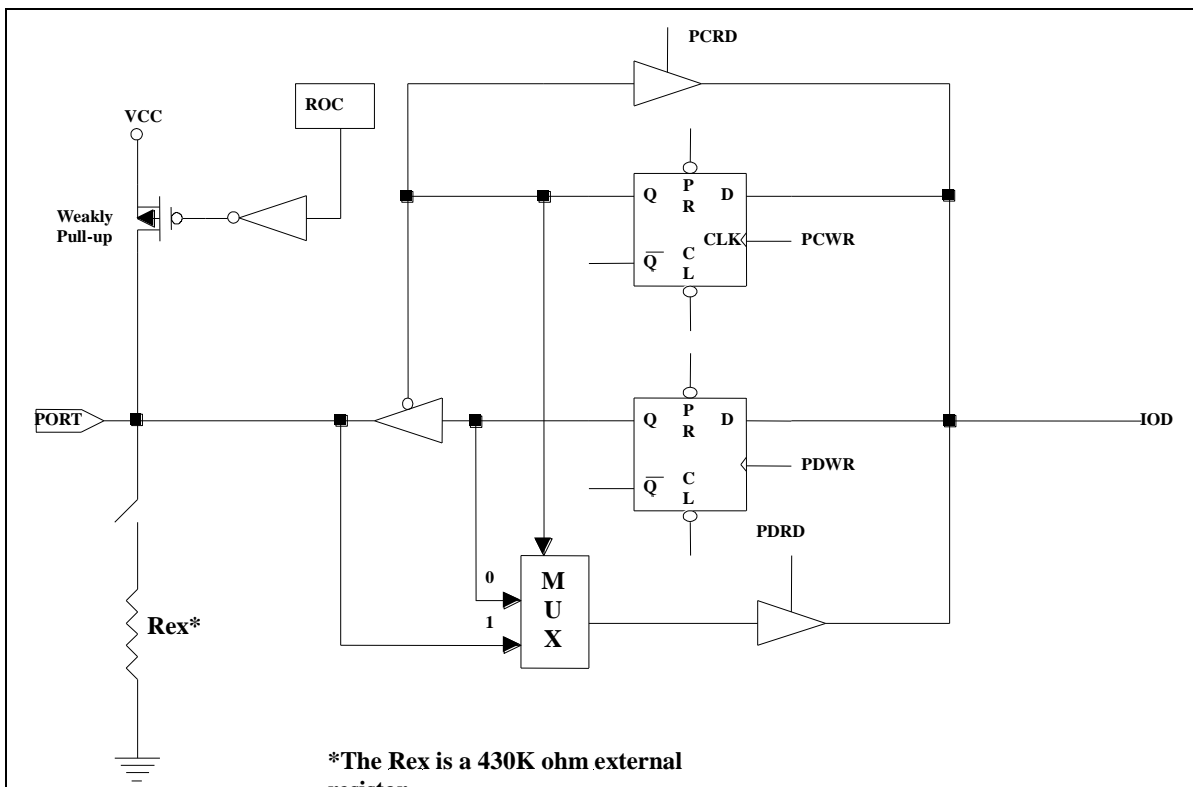 PCRD
ROC
VCC
Weakly
Pull-up
Q
P
R
D
CLK
PCWR
Q
C
L
PORT
Q
P
R
D
IOD
PDWR
Q
C
L
PDRD
0
1
M
U
X
Rex*
*The Rex is a 430K ohm external
resistor